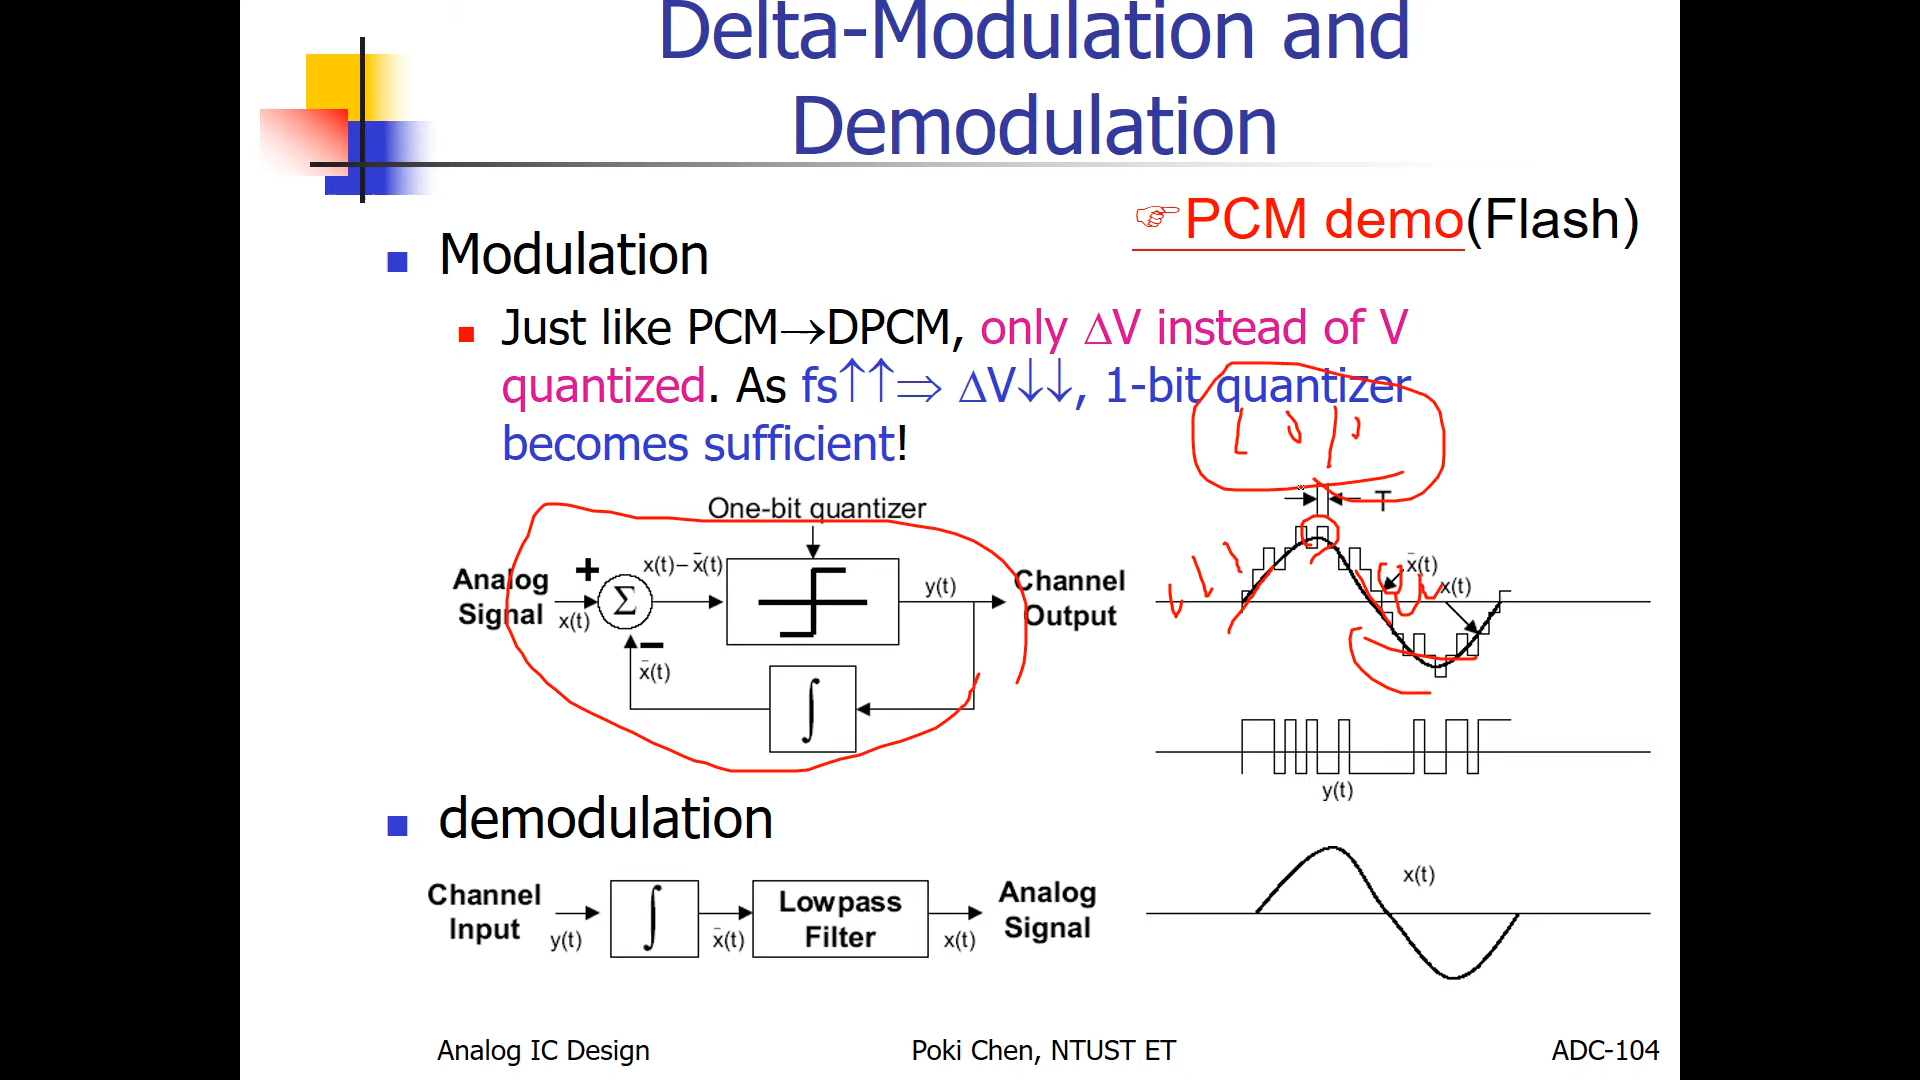 Delta-Modulation and
Demodulation
☞PCM demo(Flash)
Modulation
Just like PCM→DPCM, only ΔV instead of V
quantized. As fs↑↑⇒ ΔV↓↓, 1-bit quantizer
becomes sufficient!
One-bit quantizer
Analog
Signal
x(t)
+
Σ
−
x(t)− x̄(t)
x̄(t)
∫
y(t)
Channel
Output
T
x̄(t)
x(t)
y(t)
demodulation
Channel
Input
y(t)
∫
x̄(t)
Lowpass
Filter
x(t)
Analog
Signal
x(t)
Analog IC Design
Poki Chen, NTUST ET
ADC-104